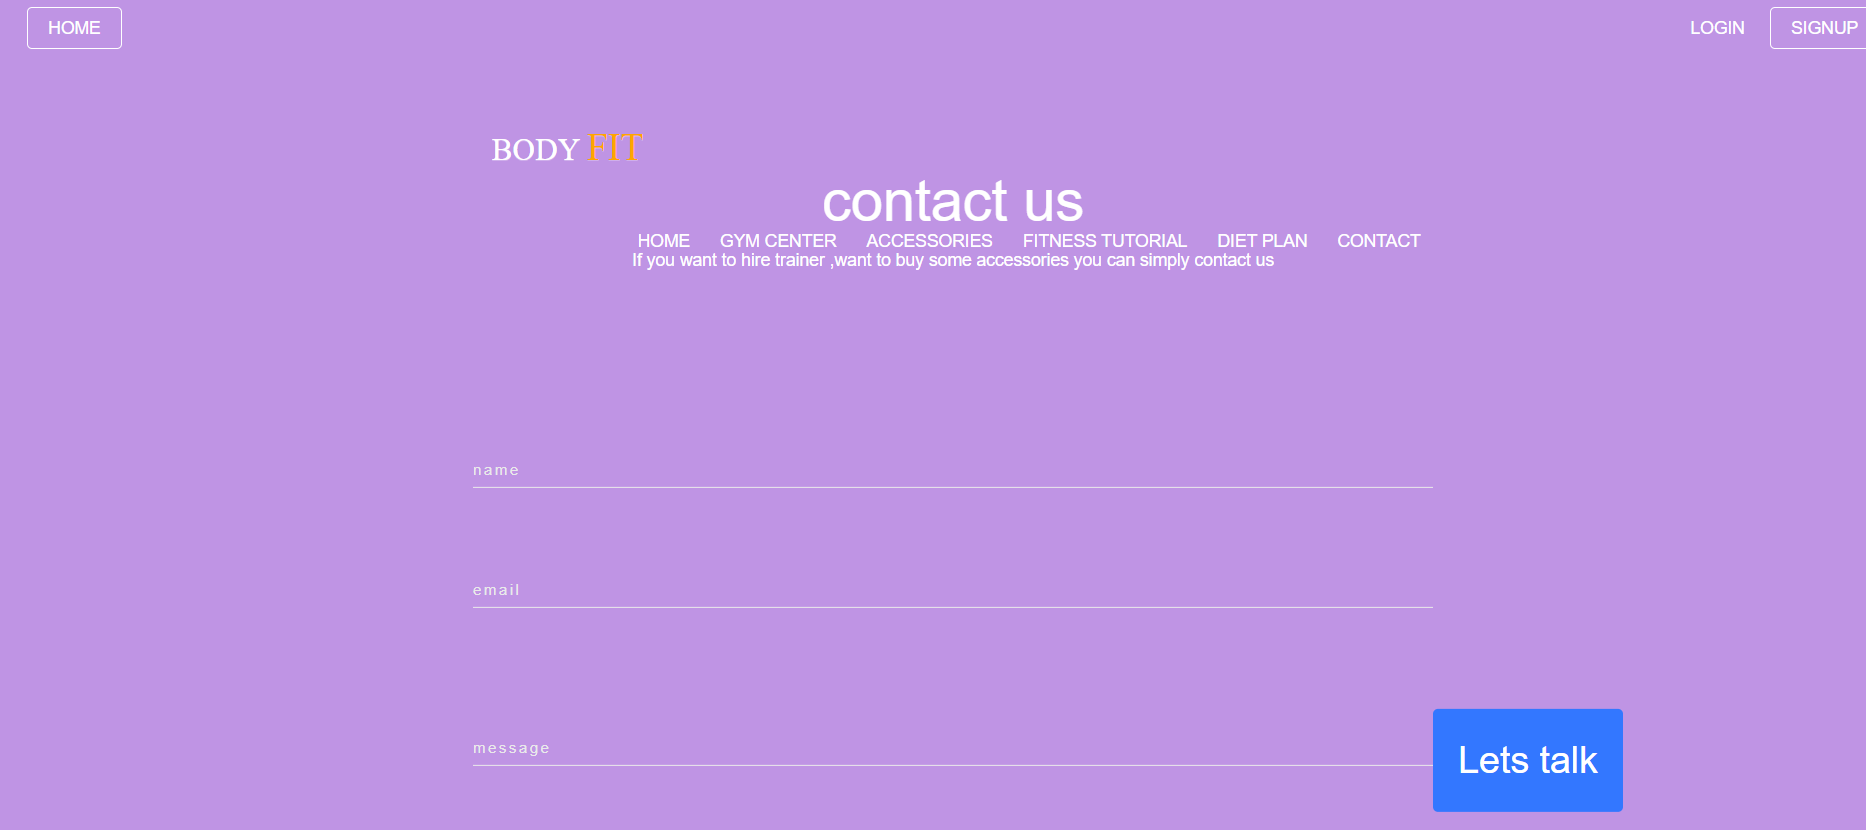 HOME LOGIN SIGNUP
BODY FIT
contact us
HOME GYM CENTER ACCESSORIES FITNESS TUTORIAL DIET PLAN CONTACT
If you want to hire trainer ,want to buy some accessories you can simply contact us
name
email
message
Lets talk